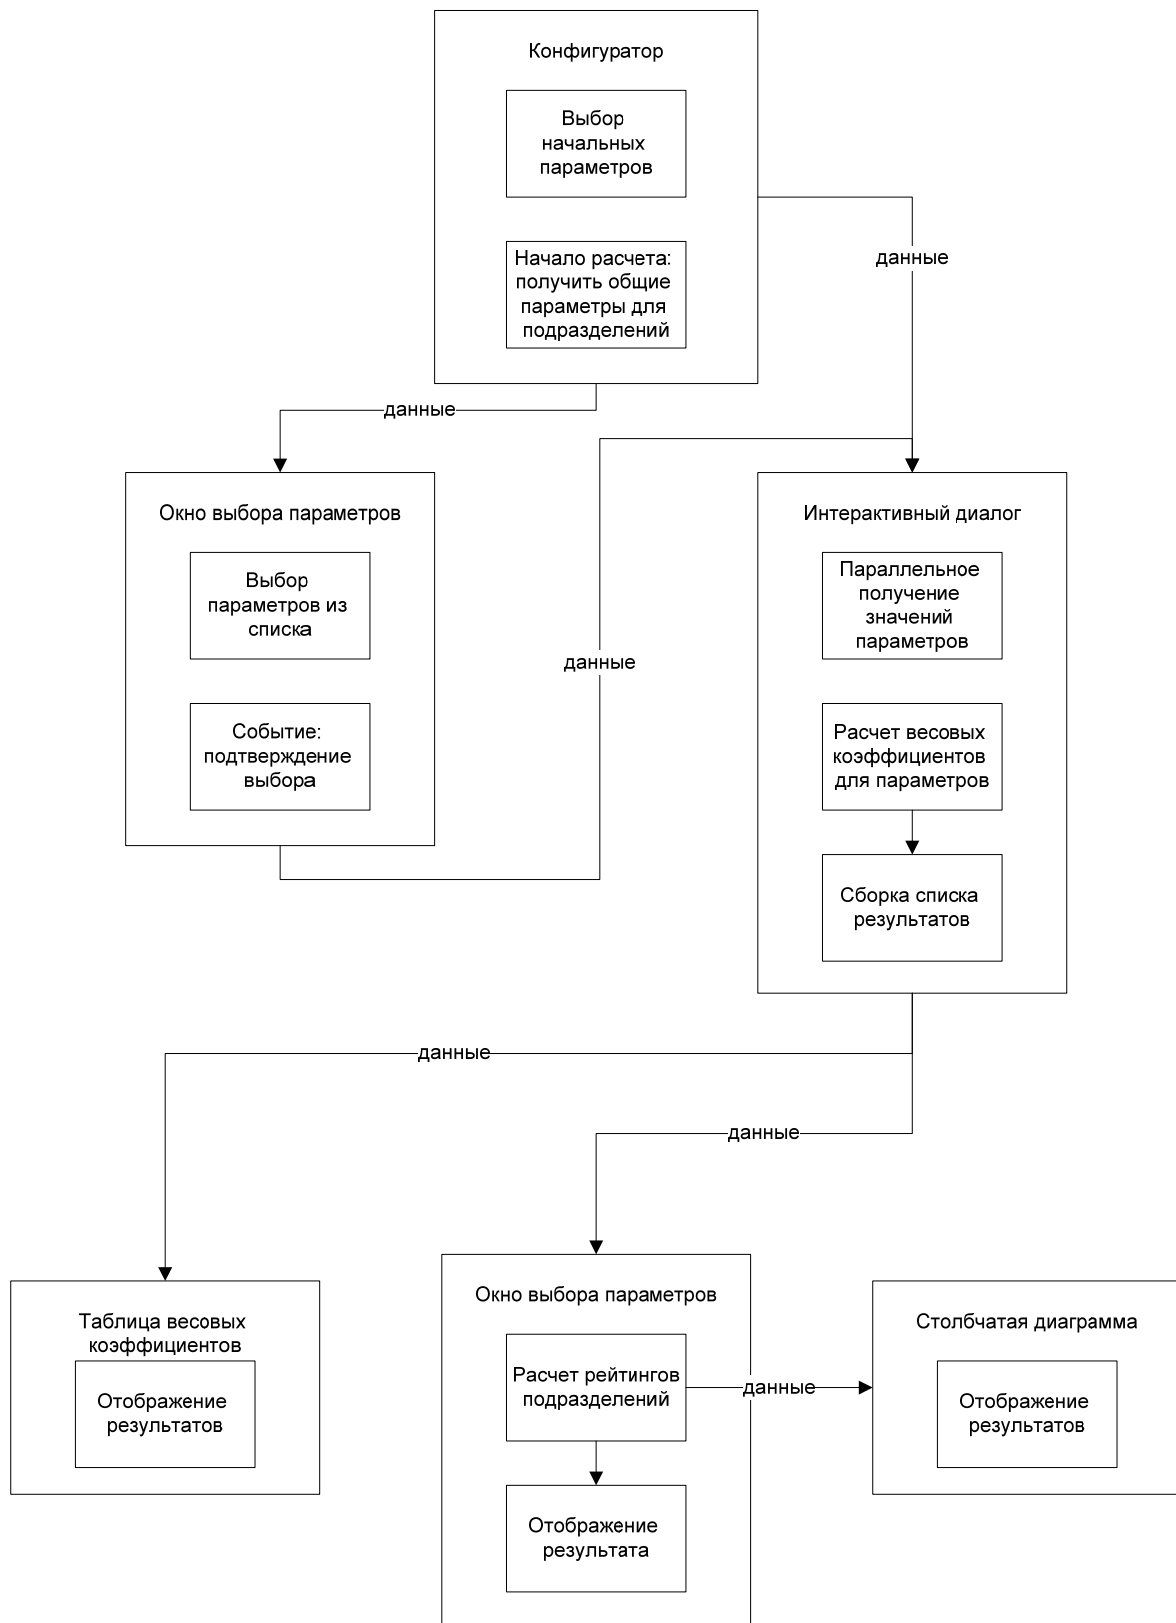 Конфигуратор
Выбор
начальных
параметров
Начало расчета:
получить общие
параметры для
подразделений
данные
данные
Окно выбора параметров
Выбор
параметров из
списка
Событие:
подтверждение
выбора
данные
Интерактивный диалог
Параллельное
получение
значений
параметров
Расчет весовых
коэффициентов
для параметров
Сборка списка
результатов
данные
данные
Таблица весовых
коэффициентов
Отображение
результатов
Окно выбора параметров
Расчет рейтингов
подразделений
данные
Отображение
результата
Столбчатая диаграмма
Отображение
результатов